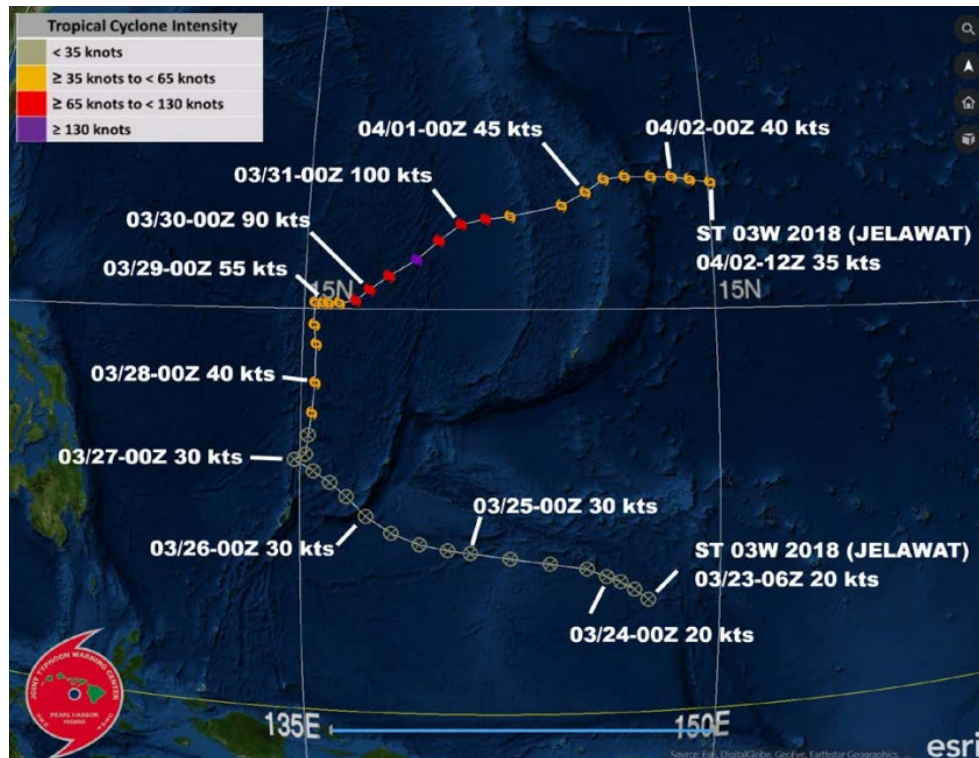 Tropical Cyclone Intensity
< 35 knots
≥ 35 knots to < 65 knots
≥ 65 knots to < 130 knots
≥ 130 knots
04/01-00Z 45 kts
04/02-00Z 40 kts
03/31-00Z 100 kts
03/30-00Z 90 kts
ST 03W 2018 (JELAWAT)
04/02-12Z 35 kts
03/29-00Z 55 kts
15N
15N
03/28-00Z 40 kts
03/27-00Z 30 kts
03/25-00Z 30 kts
03/26-00Z 30 kts
ST 03W 2018 (JELAWAT)
03/23-06Z 20 kts
03/24-00Z 20 kts
JOINT TYPHOON WARNING CENTER
PEARL HARBOR
HAWAII
135E
150E
Source: Esri, DigitalGlobe, GeoEye, Earthstar Geographics,
esri